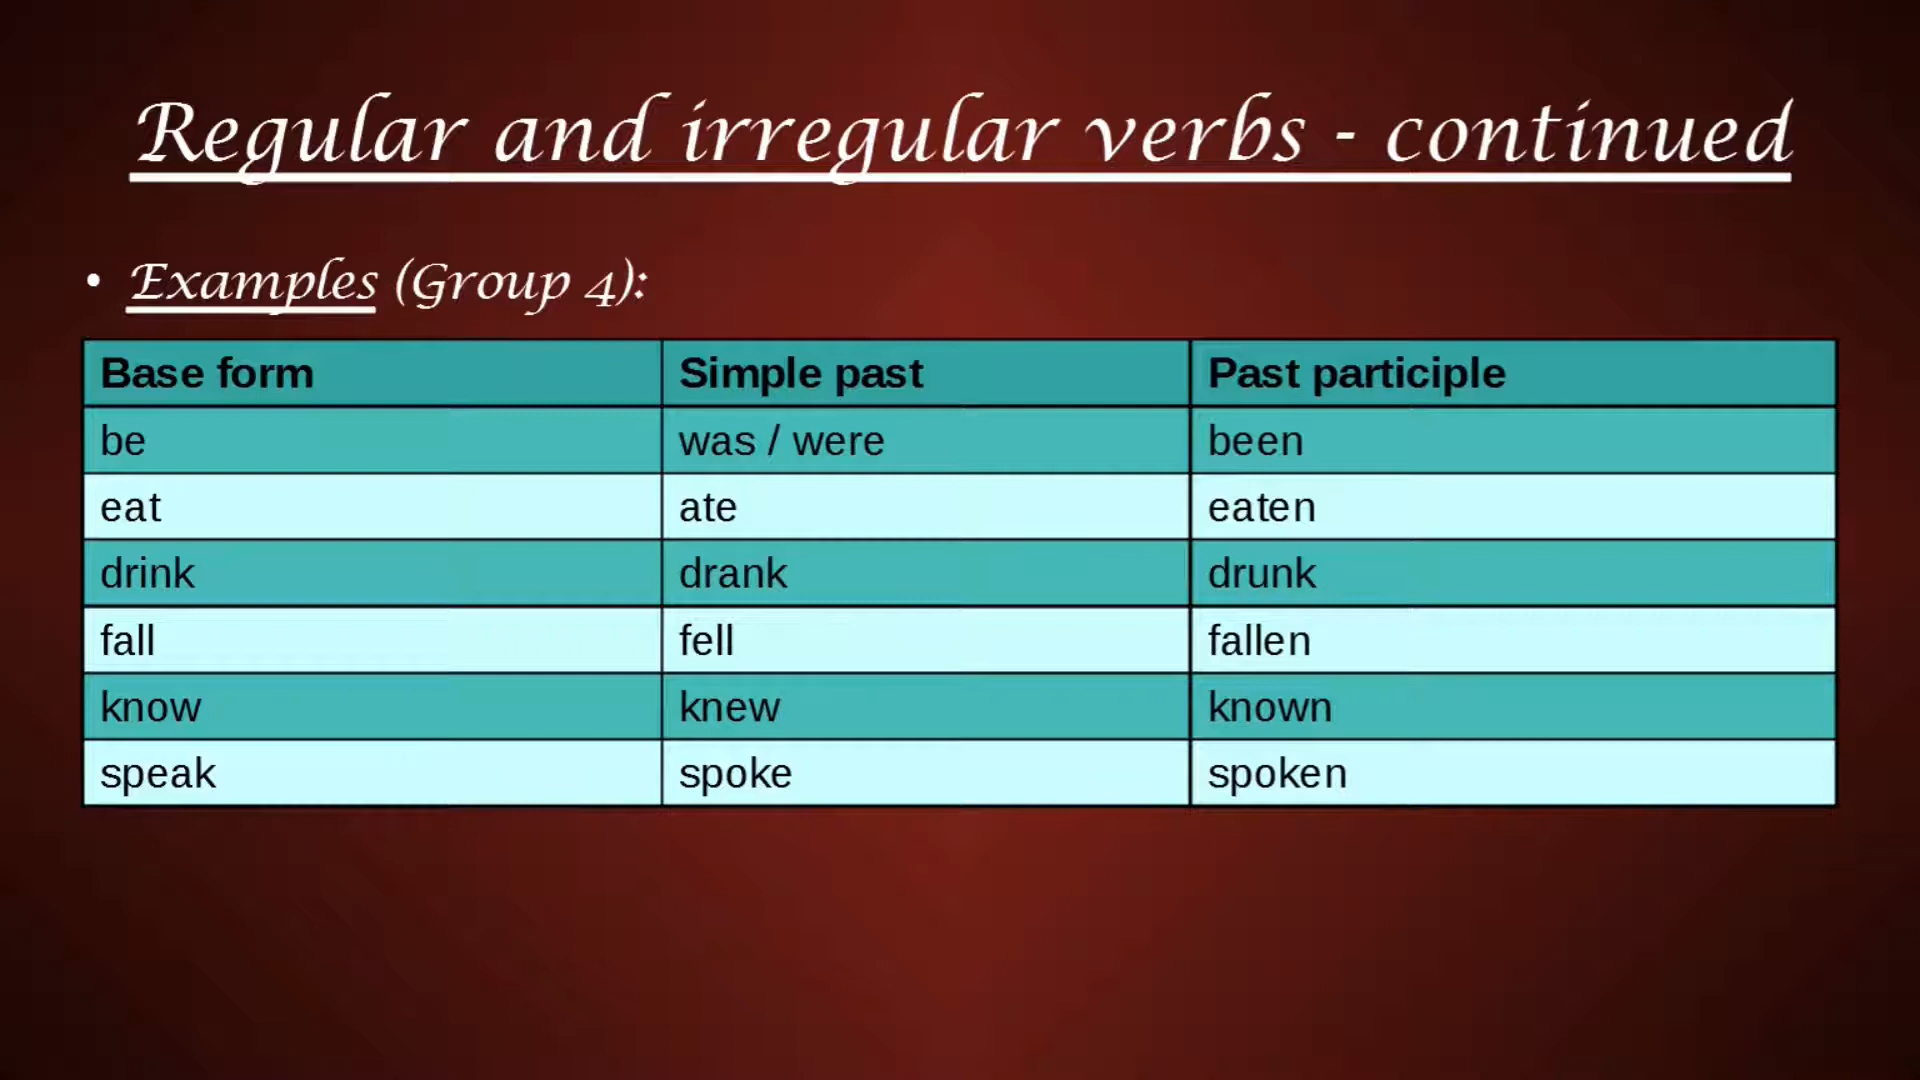 Regular and irregular verbs - continued
• Examples (Group 4):
Base form Simple past Past participle
be was / were been
eat ate eaten
drink drank drunk
fall fell fallen
know knew known
speak spoke spoken